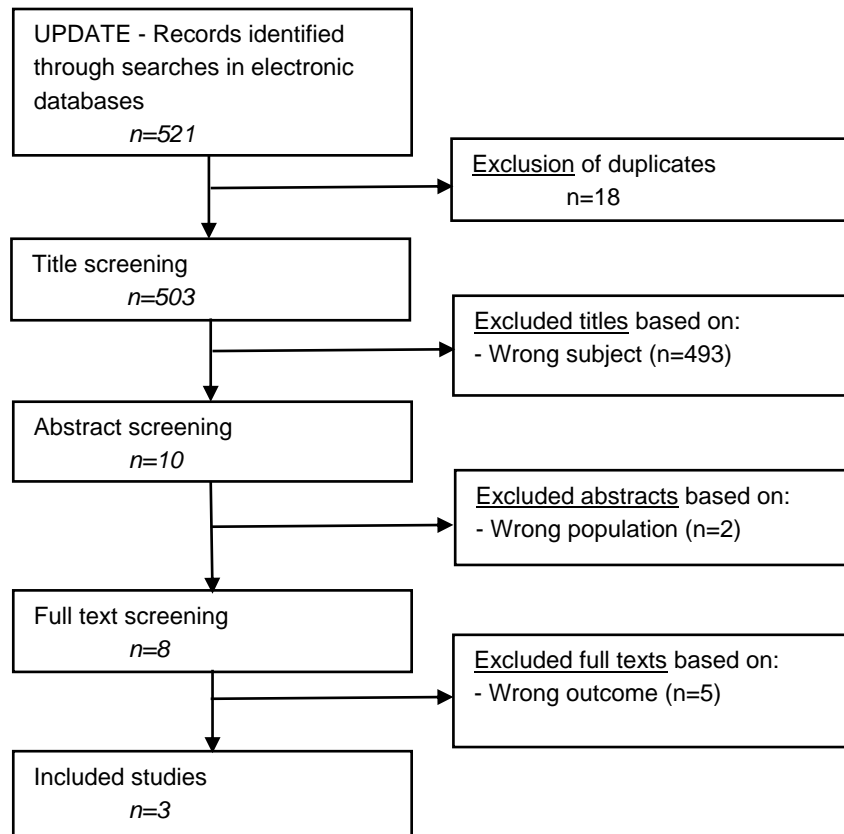 UPDATE - Records identified
through searches in electronic
databases
n=521
Exclusion of duplicates
n=18
Title screening
n=503
Excluded titles based on:
- Wrong subject (n=493)
Abstract screening
n=10
Excluded abstracts based on:
- Wrong population (n=2)
Full text screening
n=8
Excluded full texts based on:
- Wrong outcome (n=5)
Included studies
n=3